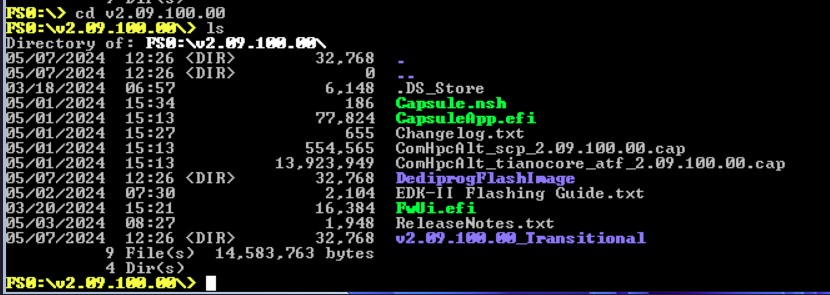 FS0:\> cd v2.09.100.00
FS0:\v2.09.100.00\> ls
Directory of: FS0:\v2.09.100.00\
05/07/2024  12:26 <DIR>         32,768  .
05/07/2024  12:26 <DIR>              0  ..
03/18/2024  06:57                6,148  .DS_Store
05/01/2024  15:34                  186  Capsule.nsh
05/01/2024  15:13               77,824  CapsuleApp.efi
05/01/2024  15:27                  655  Changelog.txt
05/01/2024  15:13              554,565  ComHpcAlt_scp_2.09.100.00.cap
05/01/2024  15:13           13,923,949  ComHpcAlt_tianocore_atf_2.09.100.00.cap
05/07/2024  12:26 <DIR>         32,768  DediprogFlashImage
05/02/2024  07:30                2,104  EDK-II Flashing Guide.txt
03/20/2024  15:21               16,384  FwUi.efi
05/03/2024  08:27                1,948  ReleaseNotes.txt
05/07/2024  12:26 <DIR>         32,768  v2.09.100.00_Transitional
9 File(s)  14,583,763 bytes
4 Dir(s)
FS0:\v2.09.100.00\>